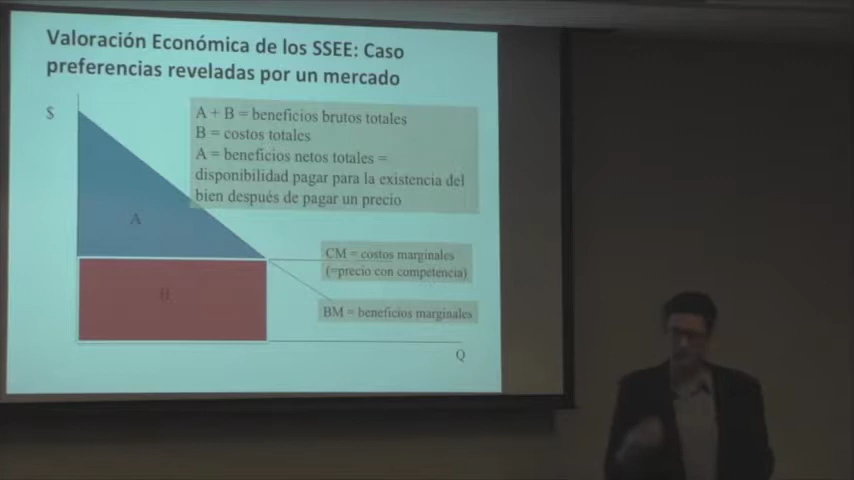 Valoración Económica de los SSEE: Caso
preferencias reveladas por un mercado
$
A + B = beneficios brutos totales
B = costos totales
A = beneficios netos totales =
disponibilidad pagar para la existencia del
bien después de pagar un precio
A
CM = costos marginales
(=precio con competencia)
B
BM = beneficios marginales
Q